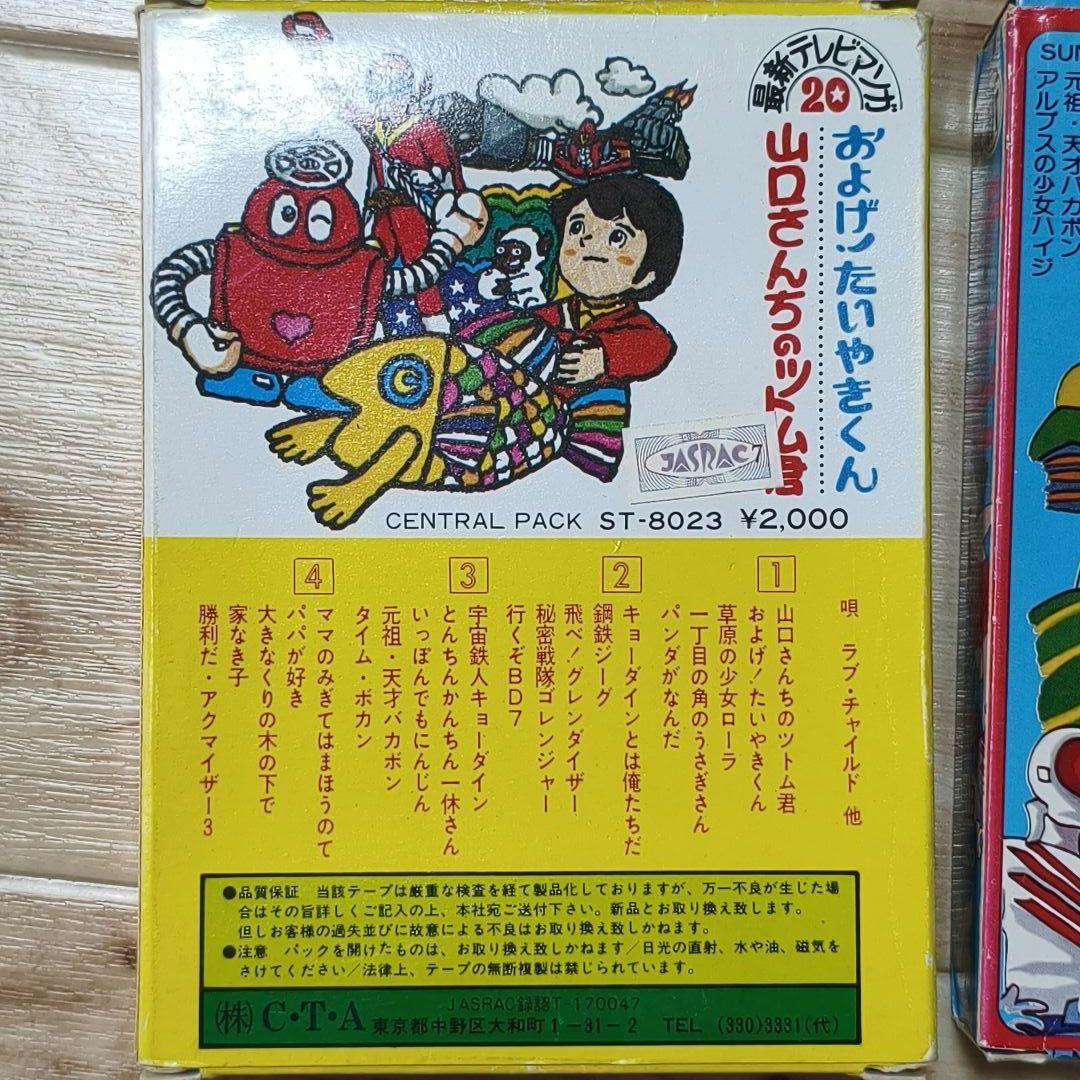 最新テレビマンガ
20
およげ!たいやきくん
山口さんちのツトム君
JASRAC 7
CENTRAL PACK ST-8023 ¥2,000
唄 ラブ・チャイルド 他
1
山口さんちのツトム君
およげ!たいやきくん
草原の少女ローラ
一丁目の角のうさぎさん
パンダがなんだ
2
キョーダインとは俺たちだ
鋼鉄ジーグ
飛べ!グレンダイザー
秘密戦隊ゴレンジャー
行くぞBD7
3
宇宙鉄人キョーダイン
とんちんかんちん一休さん
いっぽんでもにんじん
元祖・天才バカボン
タイム・ボカン
4
ママのみぎてはまほうのて
パパが好き
大きなくりの木の下で
家なき子
勝利だ・アクマイザー3
●品質保証 当該テープは厳重な検査を経て製品化しておりますが、万一不良が生じた場
合はその旨詳しくご記入の上、本社宛ご送付下さい。新品とお取り換え致します。
但しお客様の過失並びに故意による不良はお取り換え致しかねます。
●注意 パックを開けたものは、お取り換え致しかねます/日光の直射、水や油、磁気を
さけてください/法律上、テープの無断複製は禁じられています。
JASRAC録認T-170047
(株)C・T・A 東京都中野区大和町1-31-2 TEL (330)3331(代)
SUN
元祖・天才バカボン
アルプスの少女ハイジ